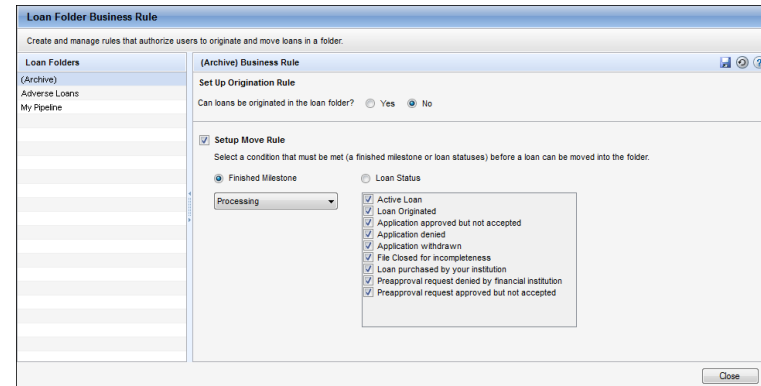 Loan Folder Business Rule
Create and manage rules that authorize users to originate and move loans in a folder.
Loan Folders
(Archive) Business Rule
(Archive)
Adverse Loans
My Pipeline
Set Up Origination Rule
Can loans be originated in the loan folder? Yes No
Setup Move Rule
Select a condition that must be met (a finished milestone or loan statuses) before a loan can be moved into the folder.
Finished Milestone Loan Status
Processing
Active Loan
Loan Originated
Application approved but not accepted
Application denied
Application withdrawn
File Closed for incompleteness
Loan purchased by your institution
Preapproval request denied by financial institution
Preapproval request approved but not accepted
Close